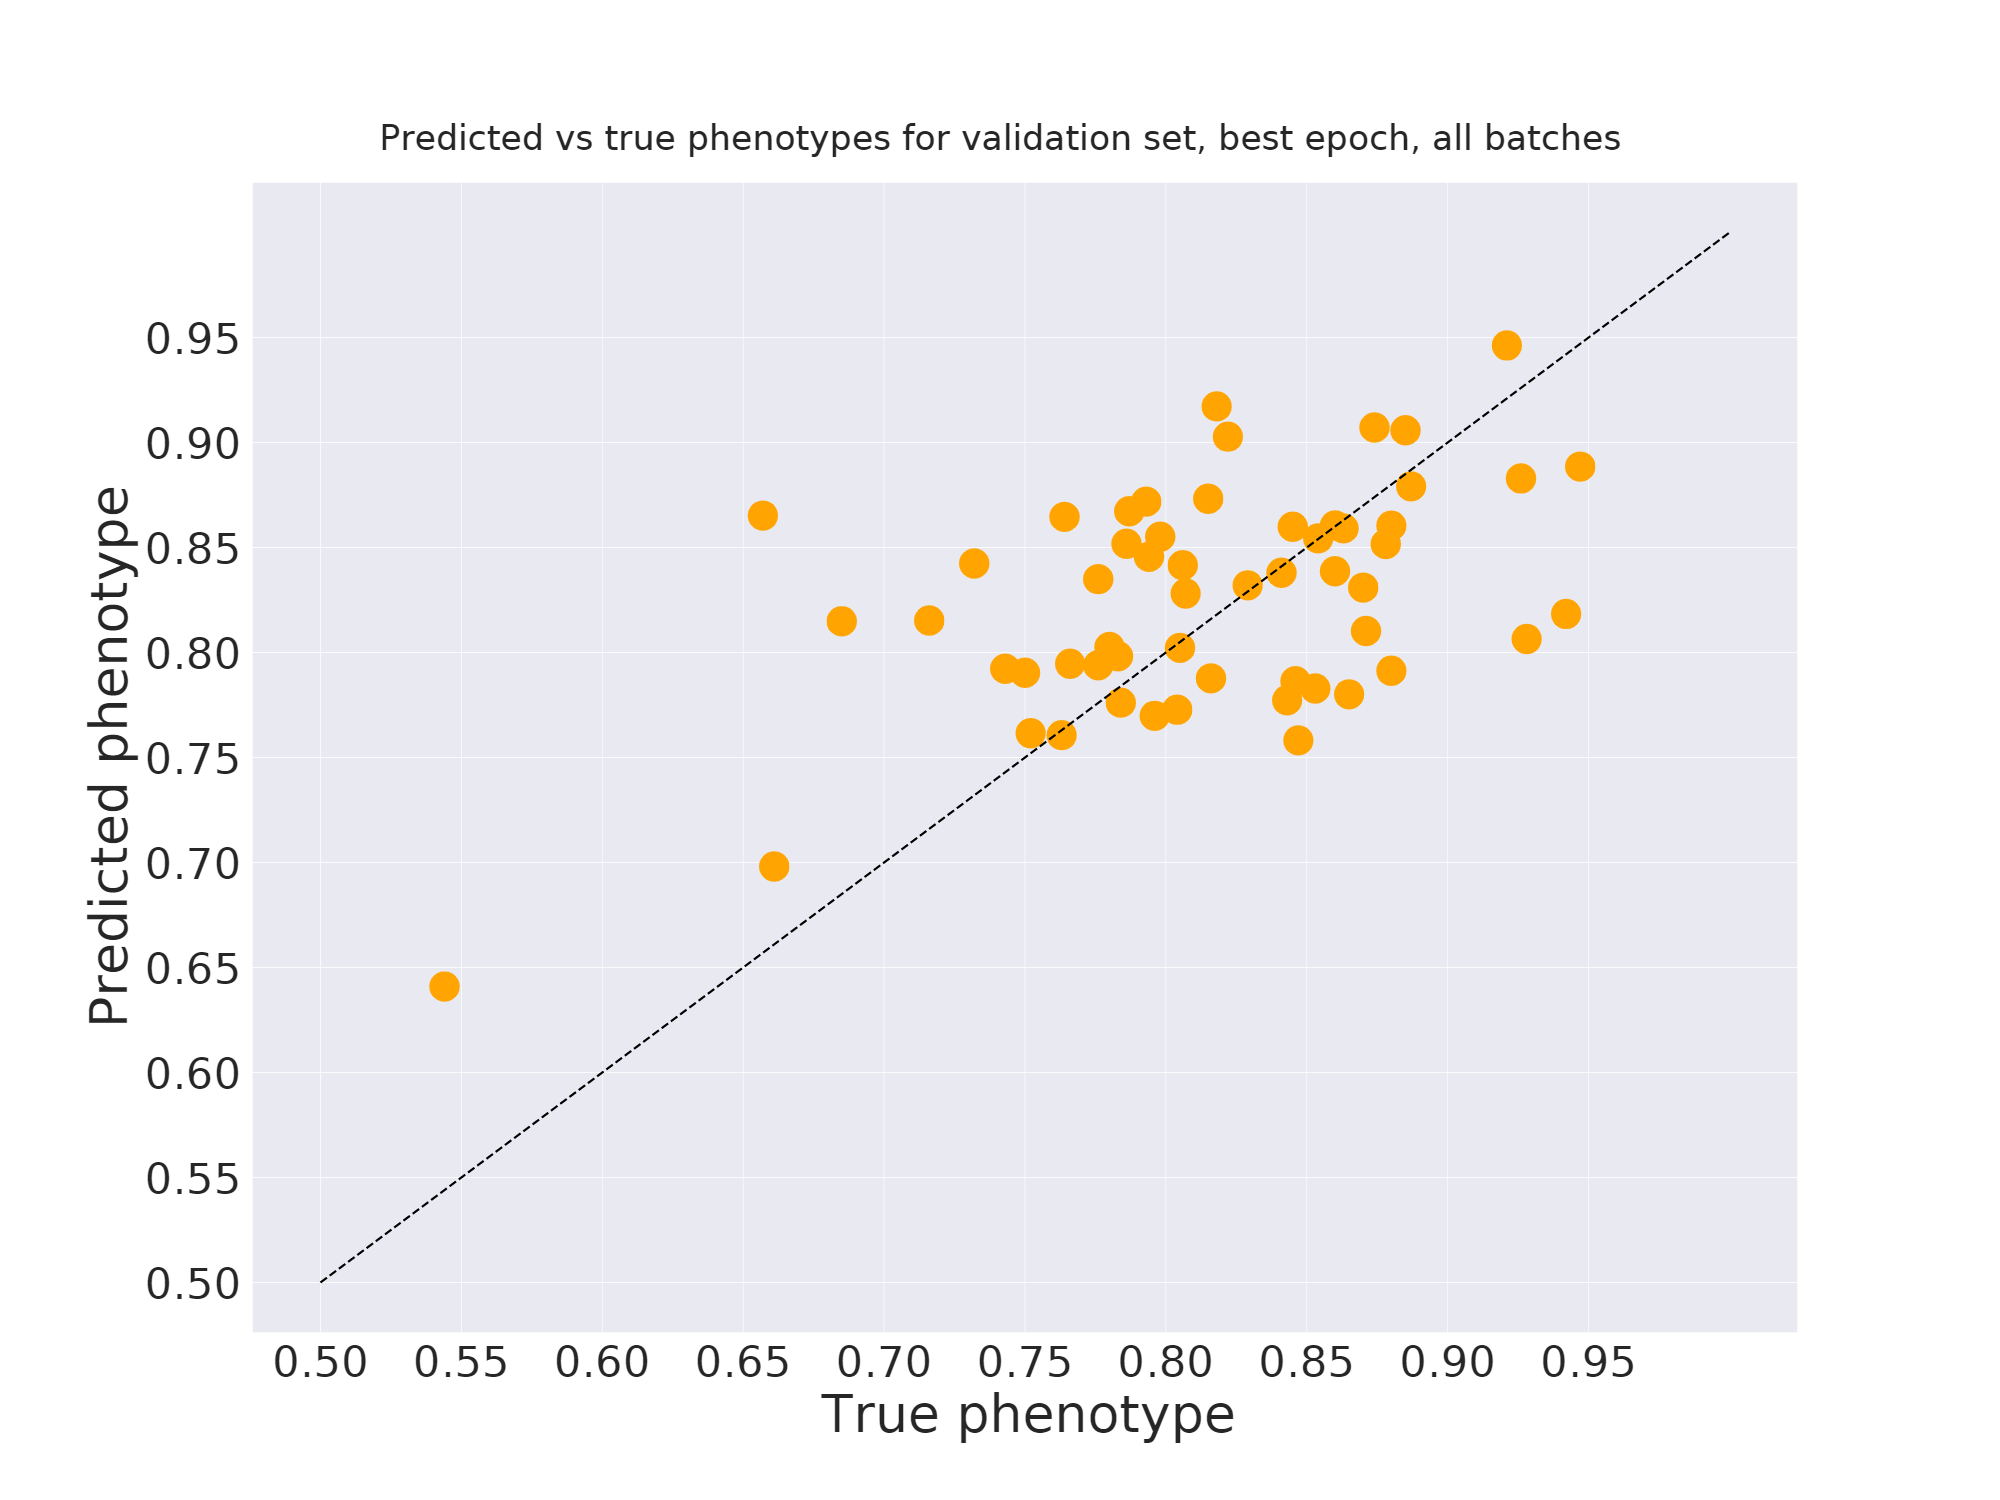 Predicted vs true phenotypes for validation set, best epoch, all batches
0.95
0.90
0.85
0.80
0.75
0.70
0.65
0.60
0.55
0.50
Predicted phenotype
0.50 0.55 0.60 0.65 0.70 0.75 0.80 0.85 0.90 0.95
True phenotype